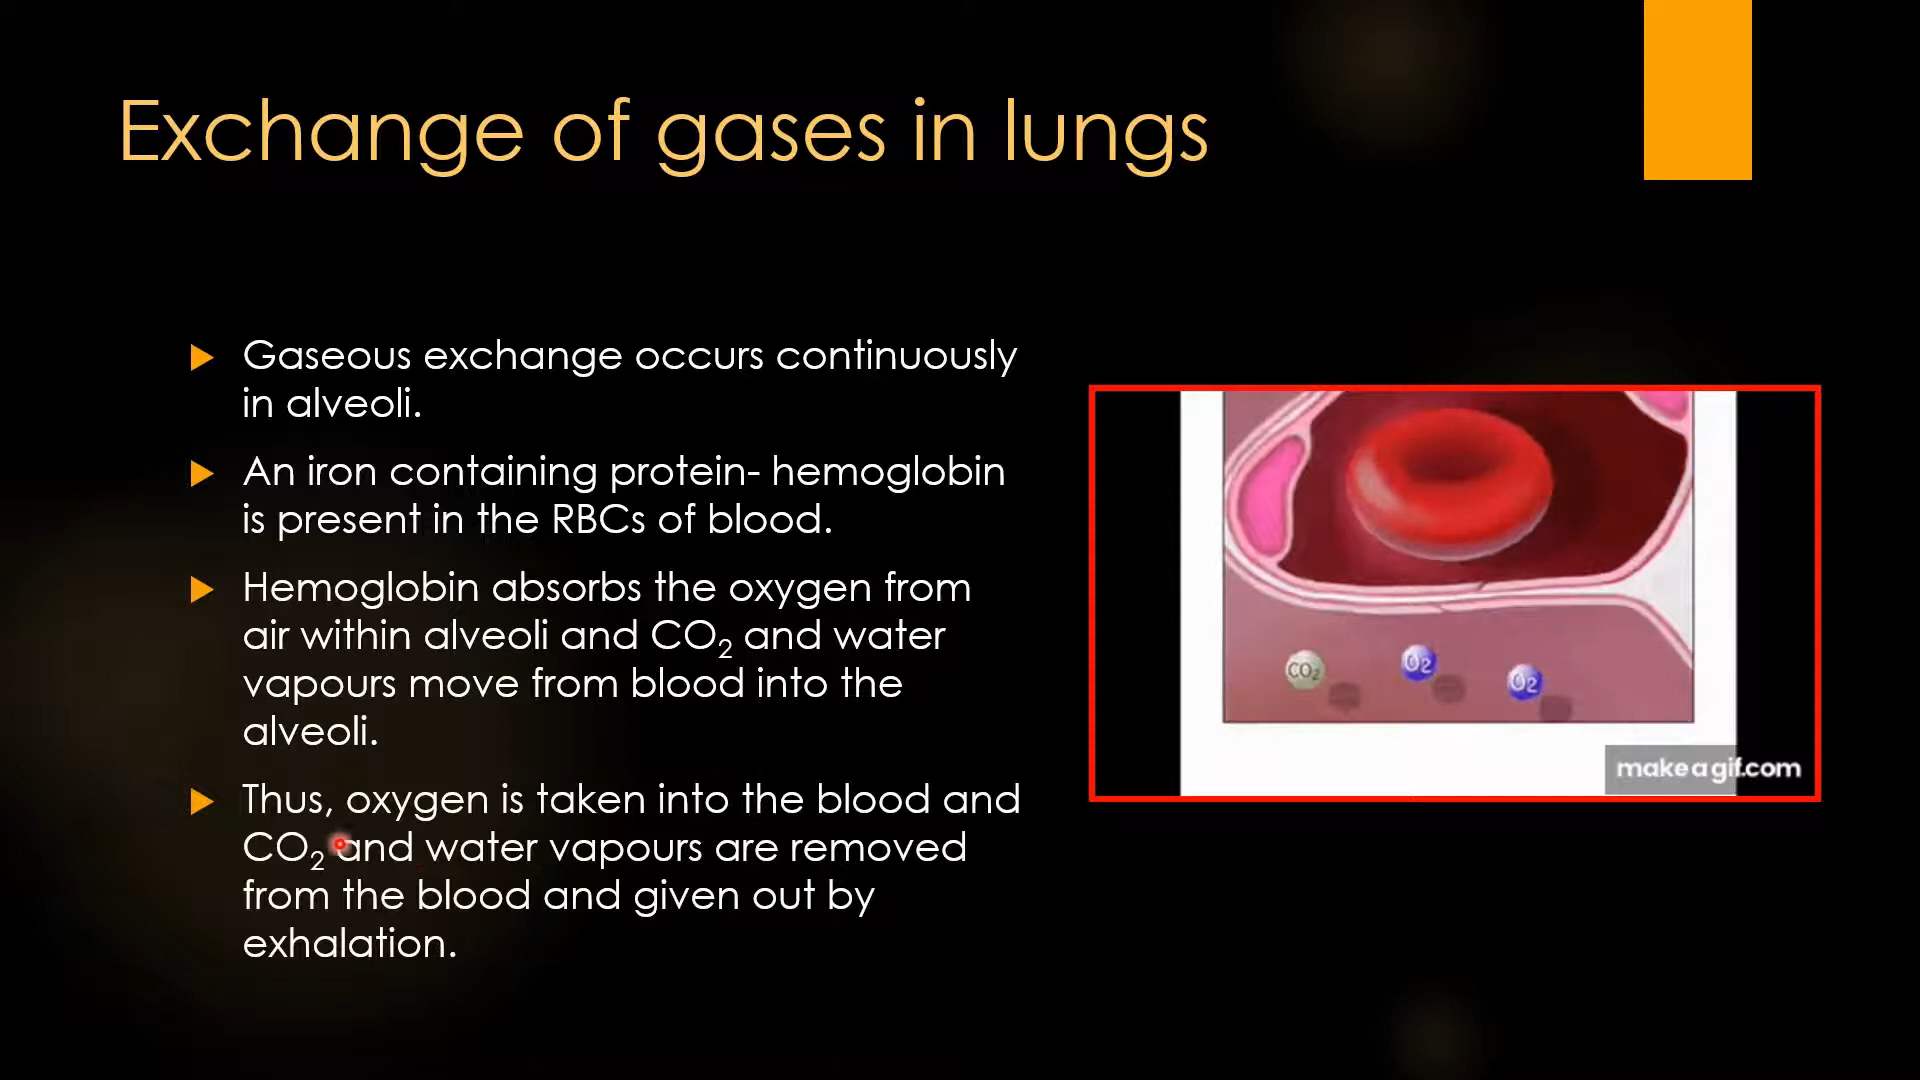 Exchange of gases in lungs
Gaseous exchange occurs continuously
in alveoli.
An iron containing protein- hemoglobin
is present in the RBCs of blood.
Hemoglobin absorbs the oxygen from
air within alveoli and CO₂ and water
vapours move from blood into the
alveoli.
Thus, oxygen is taken into the blood and
CO₂ and water vapours are removed
from the blood and given out by
exhalation.
CO₂
O₂
O₂
makeagif.com